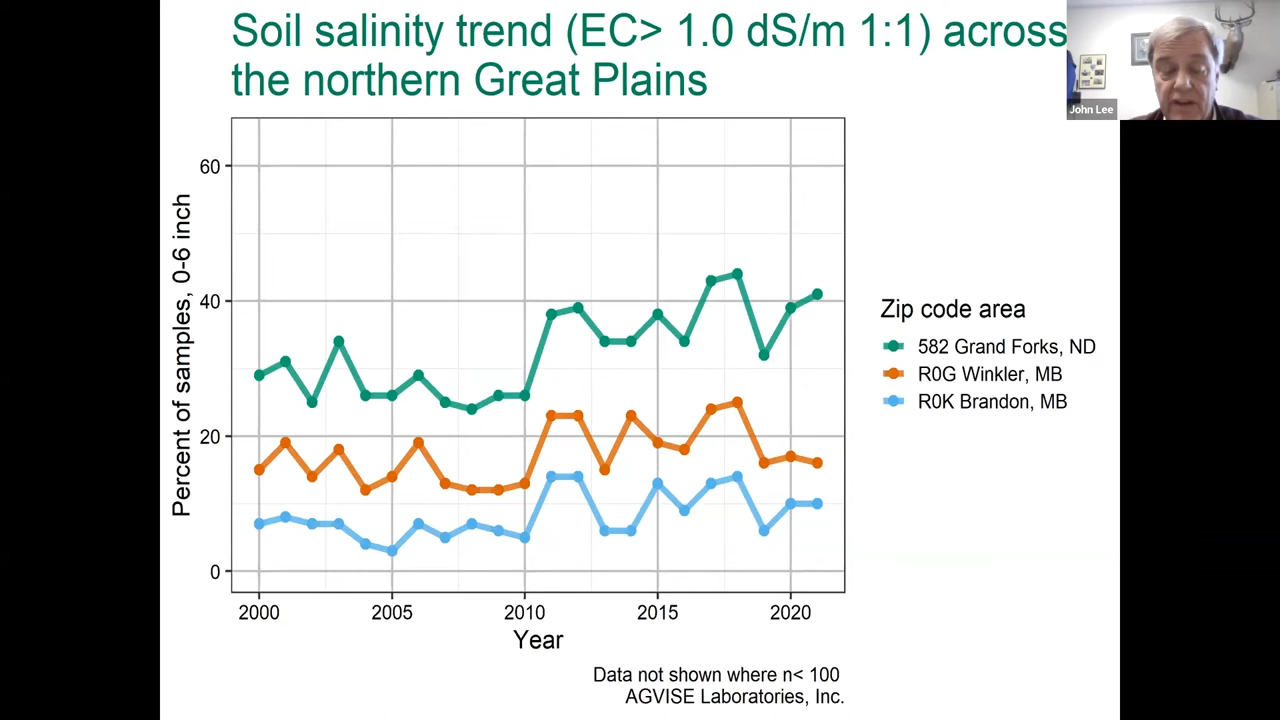 Soil salinity trend (EC> 1.0 dS/m 1:1) across
the northern Great Plains
John Lee
Percent of samples, 0-6 inch
60
40
20
0
2000
2005
2010
2015
2020
Year
Zip code area
582 Grand Forks, ND
R0G Winkler, MB
R0K Brandon, MB
Data not shown where n< 100
AGVISE Laboratories, Inc.